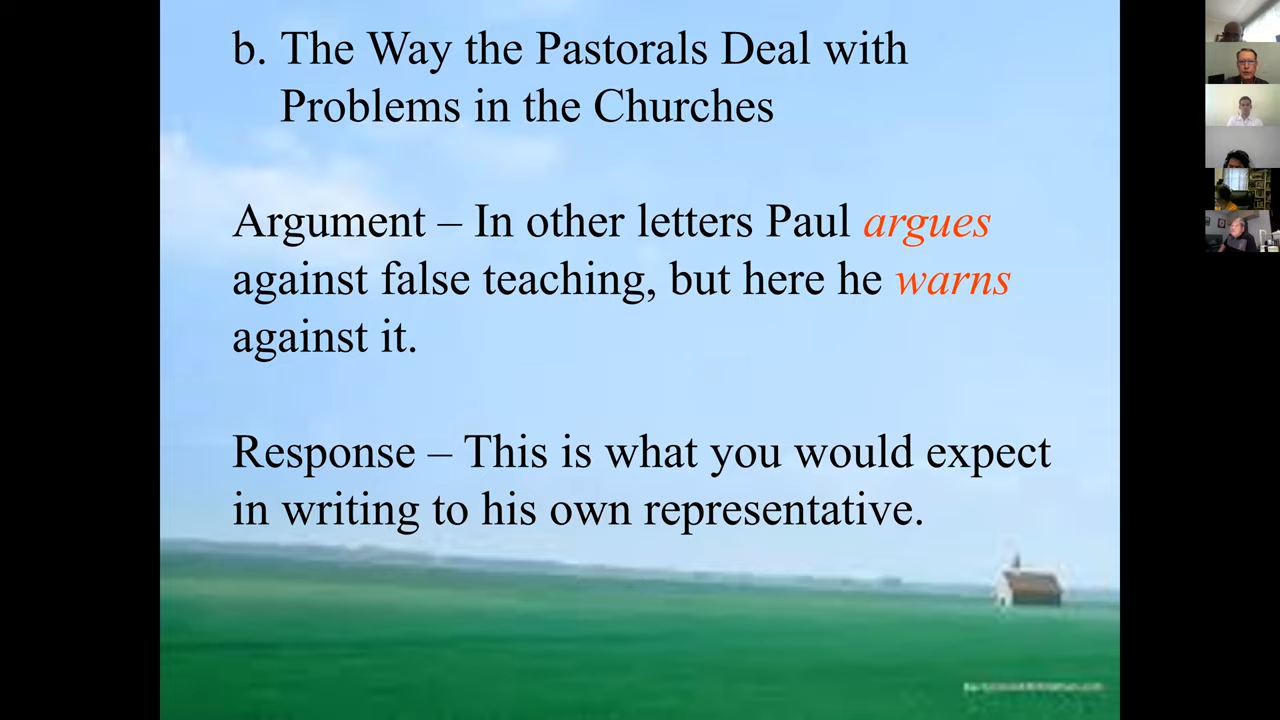 b. The Way the Pastorals Deal with
Problems in the Churches
Argument – In other letters Paul argues
against false teaching, but here he warns
against it.
Response – This is what you would expect
in writing to his own representative.